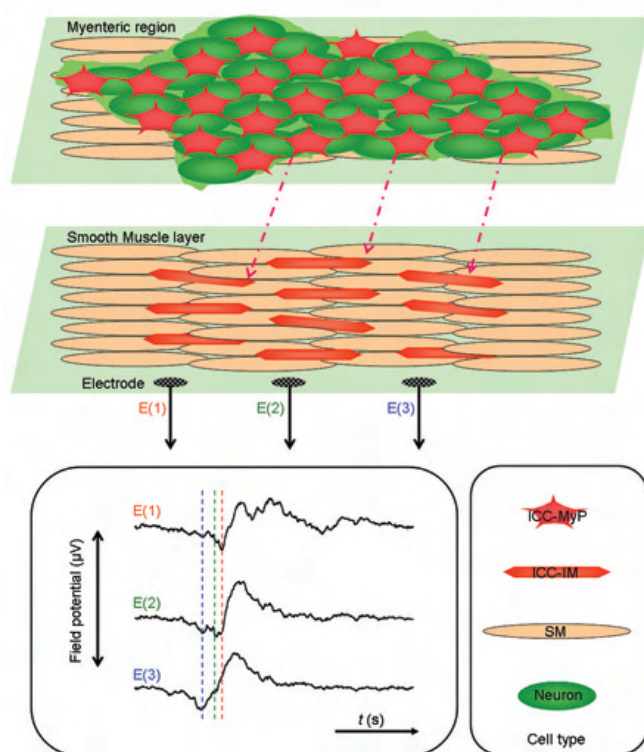 Myenteric region
Smooth Muscle layer
Electrode
E(1)
E(2)
E(3)
E(1)
E(2)
E(3)
Field potential (µV)
t (s)
ICC-MyP
ICC-IM
SM
Neuron
Cell type